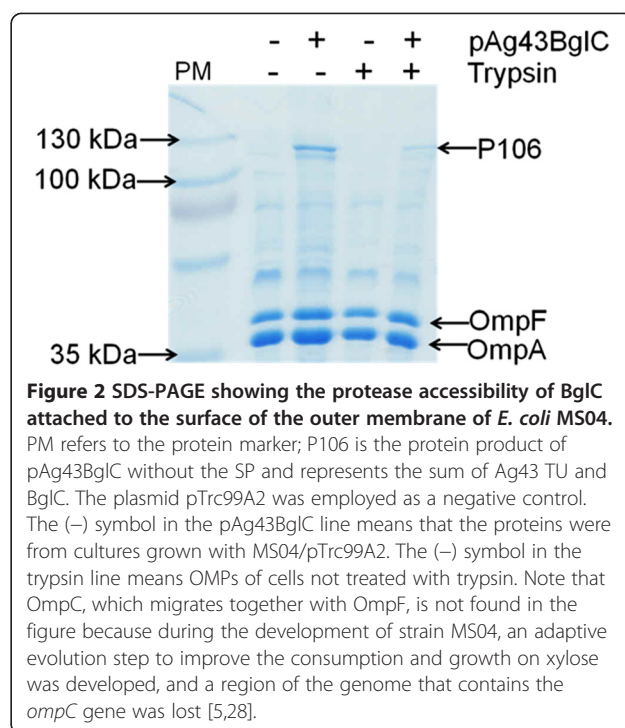 - + - + pAg43BglC
PM - - + + Trypsin
130 kDa
P106
100 kDa
OmpF
35 kDa
OmpA
Figure 2 SDS-PAGE showing the protease accessibility of BglC
attached to the surface of the outer membrane of E. coli MS04.
PM refers to the protein marker; P106 is the protein product of
pAg43BglC without the SP and represents the sum of Ag43 TU and
BglC. The plasmid pTrc99A2 was employed as a negative control.
The (−) symbol in the pAg43BglC line means that the proteins were
from cultures grown with MS04/pTrc99A2. The (−) symbol in the
trypsin line means OMPs of cells not treated with trypsin. Note that
OmpC, which migrates together with OmpF, is not found in the
figure because during the development of strain MS04, an adaptive
evolution step to improve the consumption and growth on xylose
was developed, and a region of the genome that contains the
ompC gene was lost [5,28].